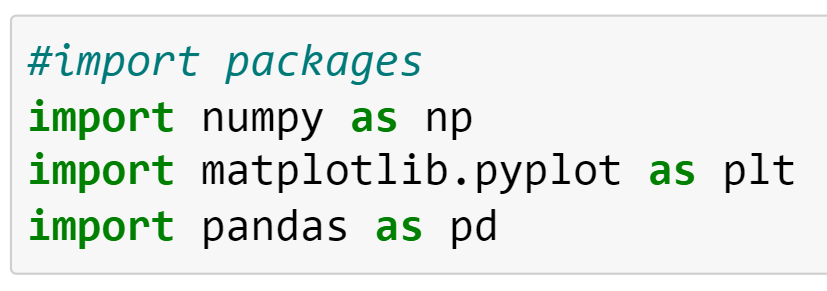 #import packages
import numpy as np
import matplotlib.pyplot as plt
import pandas as pd